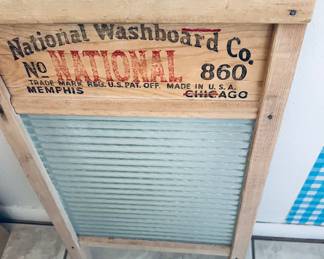 National Washboard Co.
No NATIONAL 860
TRADE MARK REG. U.S. PAT. OFF. MADE IN U.S.A.
MEMPHIS CHICAGO